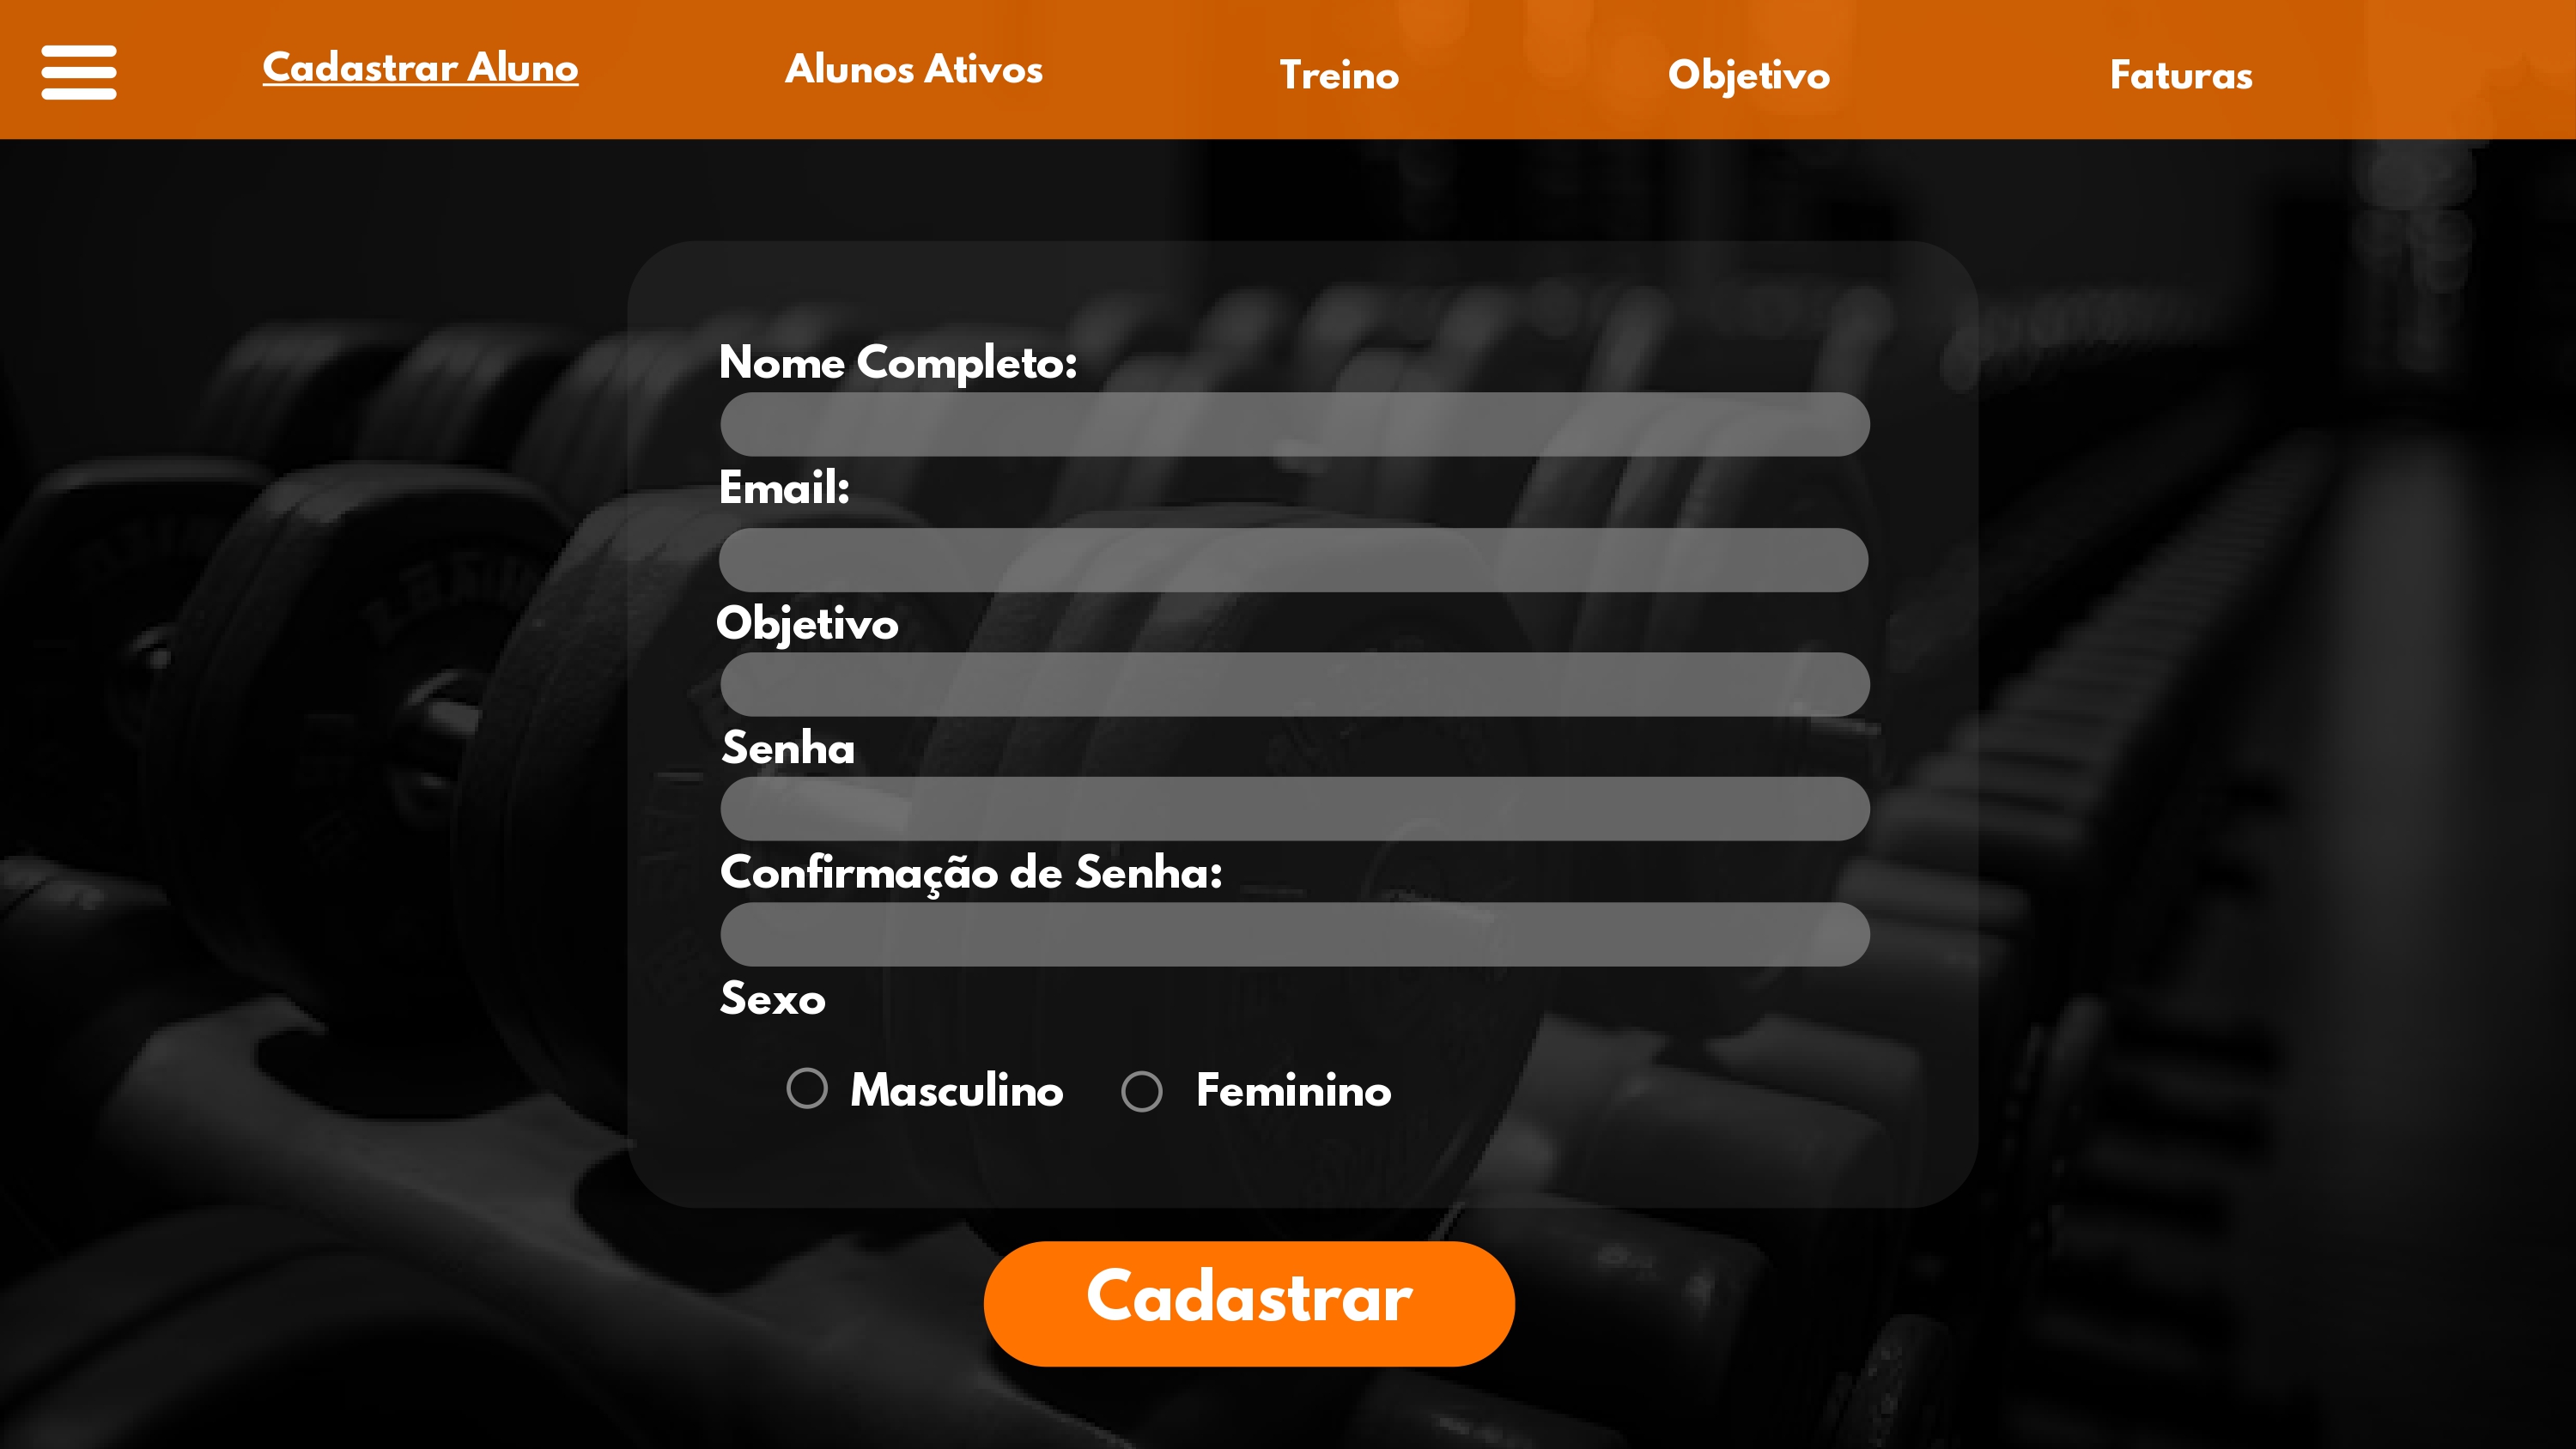 Cadastrar Aluno
Alunos Ativos
Treino
Objetivo
Faturas
Nome Completo:
Email:
Objetivo
Senha
Confirmação de Senha:
Sexo
Masculino
Feminino
Cadastrar